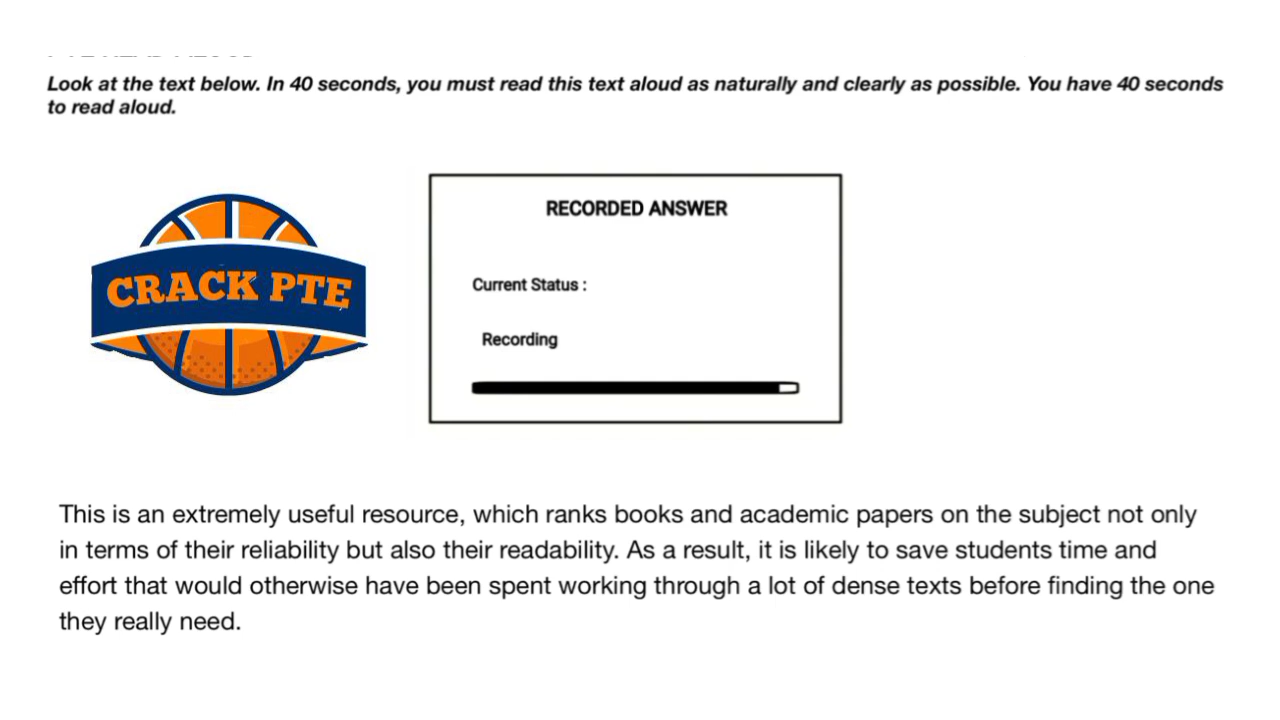 Look at the text below. In 40 seconds, you must read this text aloud as naturally and clearly as possible. You have 40 seconds
to read aloud.
CRACK PTE
RECORDED ANSWER
Current Status :
Recording
This is an extremely useful resource, which ranks books and academic papers on the subject not only
in terms of their reliability but also their readability. As a result, it is likely to save students time and
effort that would otherwise have been spent working through a lot of dense texts before finding the one
they really need.